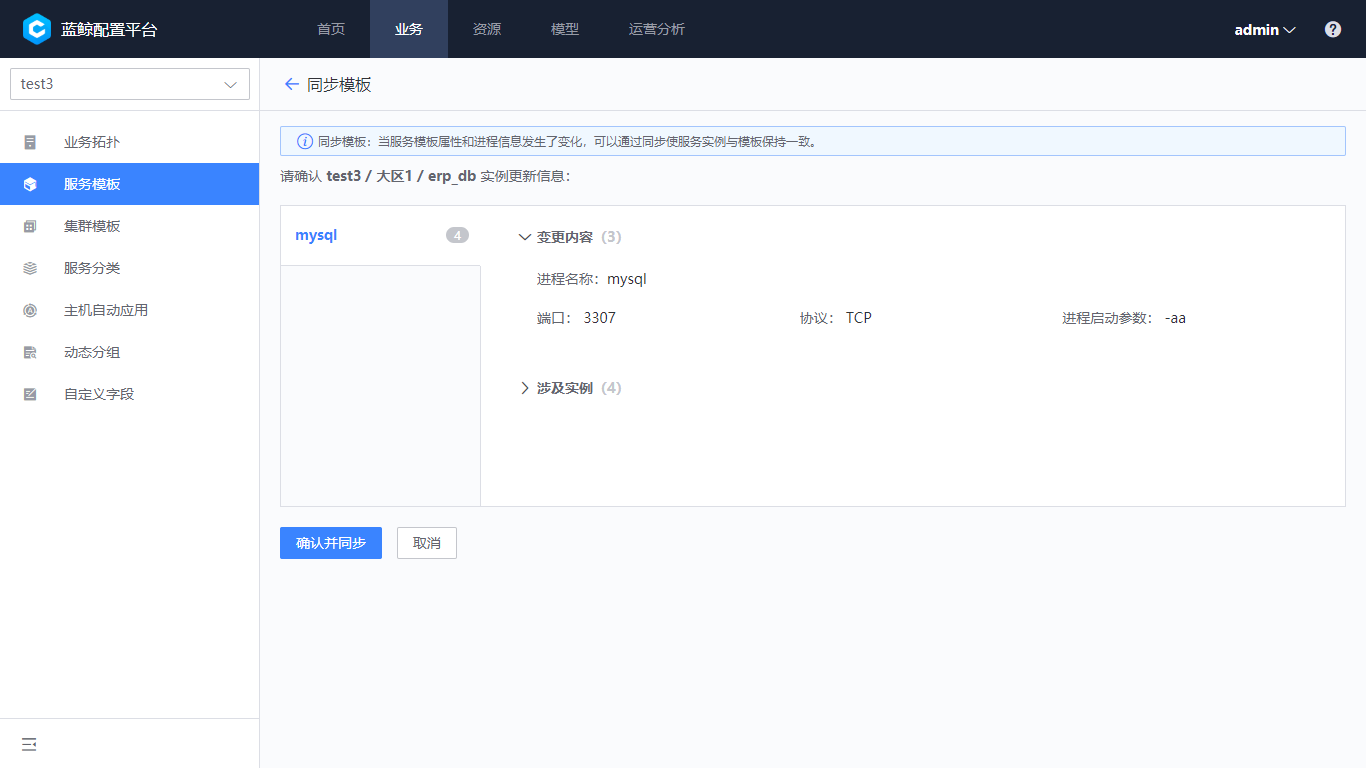 蓝鲸配置平台 首页 业务 资源 模型 运营分析 admin
test3
同步模板
业务拓扑
服务模板
集群模板
服务分类
主机自动应用
动态分组
自定义字段
同步模板：当服务模板属性和进程信息发生了变化，可以通过同步使服务实例与模板保持一致。
请确认 test3 / 大区1 / erp_db 实例更新信息：
mysql 4
变更内容 (3)
进程名称：mysql
端口： 3307 协议： TCP 进程启动参数： -aa
涉及实例 (4)
确认并同步 取消